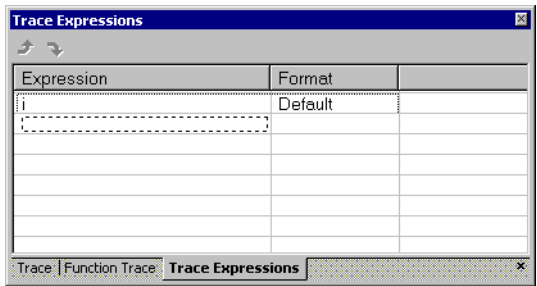 Trace Expressions
Expression Format
i Default
Trace Function Trace Trace Expressions